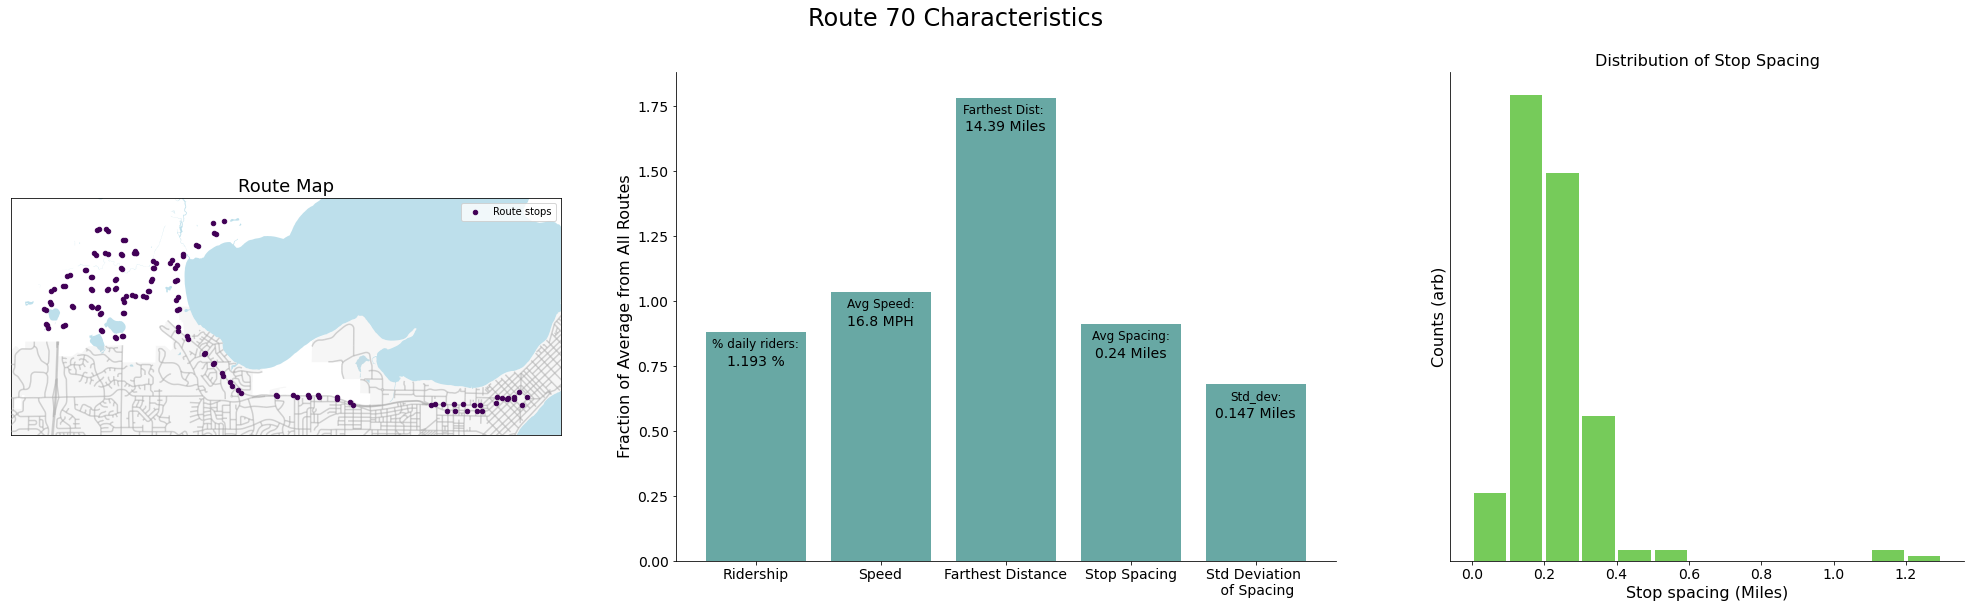 Route 70 Characteristics
Route Map
Route stops
Fraction of Average from All Routes
1.75
1.50
1.25
1.00
0.75
0.50
0.25
0.00
% daily riders:
1.193 %
Avg Speed:
16.8 MPH
Farthest Dist:
14.39 Miles
Avg Spacing:
0.24 Miles
Std_dev:
0.147 Miles
Ridership
Speed
Farthest Distance
Stop Spacing
Std Deviation
of Spacing
Distribution of Stop Spacing
Counts (arb)
0.0
0.2
0.4
0.6
0.8
1.0
1.2
Stop spacing (Miles)